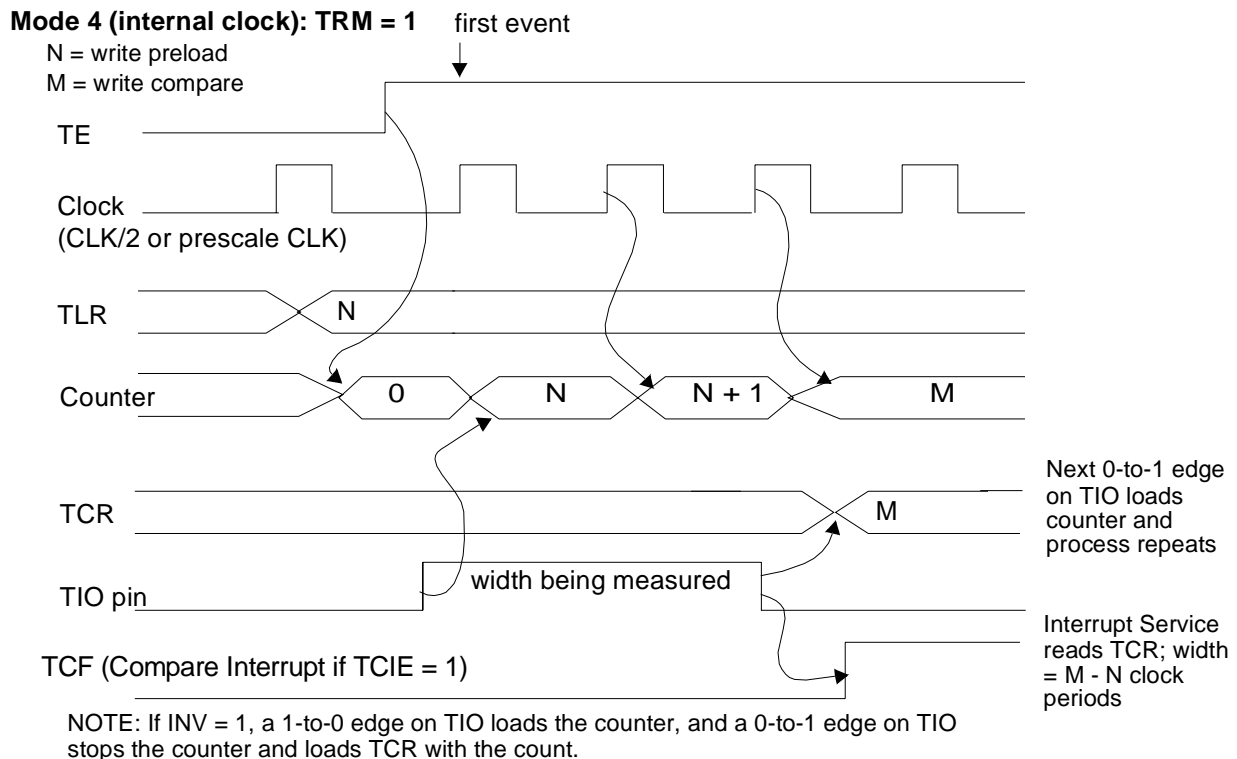 Mode 4 (internal clock): TRM = 1
first event
N = write preload
M = write compare
TE
Clock
(CLK/2 or prescale CLK)
TLR
N
Counter
0
N
N + 1
M
TCR
M
Next 0-to-1 edge
on TIO loads
counter and
process repeats
TIO pin
width being measured
TCF (Compare Interrupt if TCIE = 1)
Interrupt Service
reads TCR; width
= M - N clock
periods
NOTE: If INV = 1, a 1-to-0 edge on TIO loads the counter, and a 0-to-1 edge on TIO
stops the counter and loads TCR with the count.